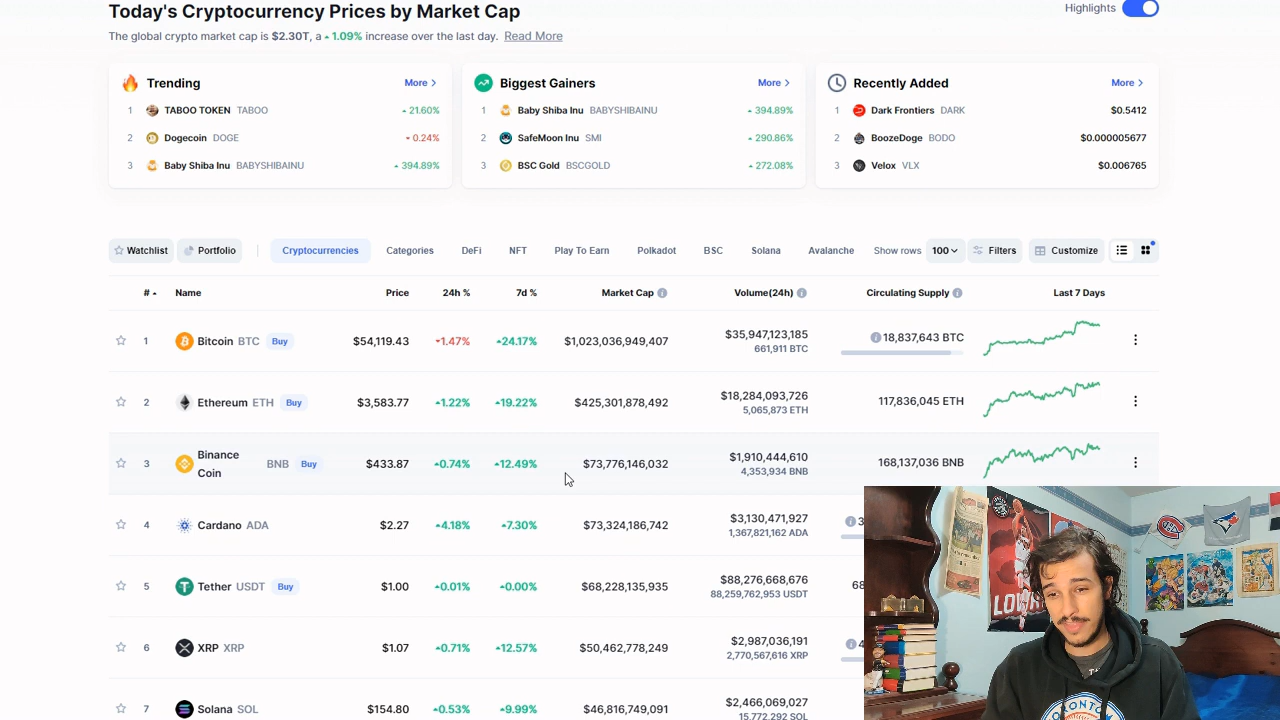 Today's Cryptocurrency Prices by Market Cap
Highlights
The global crypto market cap is $2.30T, a 1.09% increase over the last day. Read More
Trending More >
1 TABOO TOKEN TABOO 21.60%
2 Dogecoin DOGE 0.24%
3 Baby Shiba Inu BABYSHIBAINU 394.89%
Biggest Gainers More >
1 Baby Shiba Inu BABYSHIBAINU 394.89%
2 SafeMoon Inu SMI 290.86%
3 BSC Gold BSCGOLD 272.08%
Recently Added More >
1 Dark Frontiers DARK $0.5412
2 BoozeDoge BODO $0.000005677
3 Velox VLX $0.006765
Watchlist Portfolio Cryptocurrencies Categories DeFi NFT Play To Earn Polkadot BSC Solana Avalanche Show rows 100 Filters Customize
# Name Price 24h % 7d % Market Cap Volume(24h) Circulating Supply Last 7 Days
1 Bitcoin BTC Buy $54,119.43 1.47% 24.17% $1,023,036,949,407 $35,947,123,185 18,837,643 BTC
661,911 BTC
2 Ethereum ETH Buy $3,583.77 1.22% 19.22% $425,301,878,492 $18,284,093,726 117,836,045 ETH
5,065,873 ETH
3 Binance Coin BNB Buy $433.87 0.74% 12.49% $73,776,146,032 $1,910,444,610 168,137,036 BNB
4,353,934 BNB
4 Cardano ADA $2.27 4.18% 7.30% $73,324,186,742 $3,130,471,927 3
1,367,821,162 ADA
5 Tether USDT Buy $1.00 0.01% 0.00% $68,228,135,935 $88,276,668,676 68
88,259,762,953 USDT
6 XRP XRP $1.07 0.71% 12.57% $50,462,778,249 $2,987,036,191 4
2,770,567,616 XRP
7 Solana SOL $154.80 0.53% 9.99% $46,816,749,091 $2,466,069,027
15,772,292 SOL